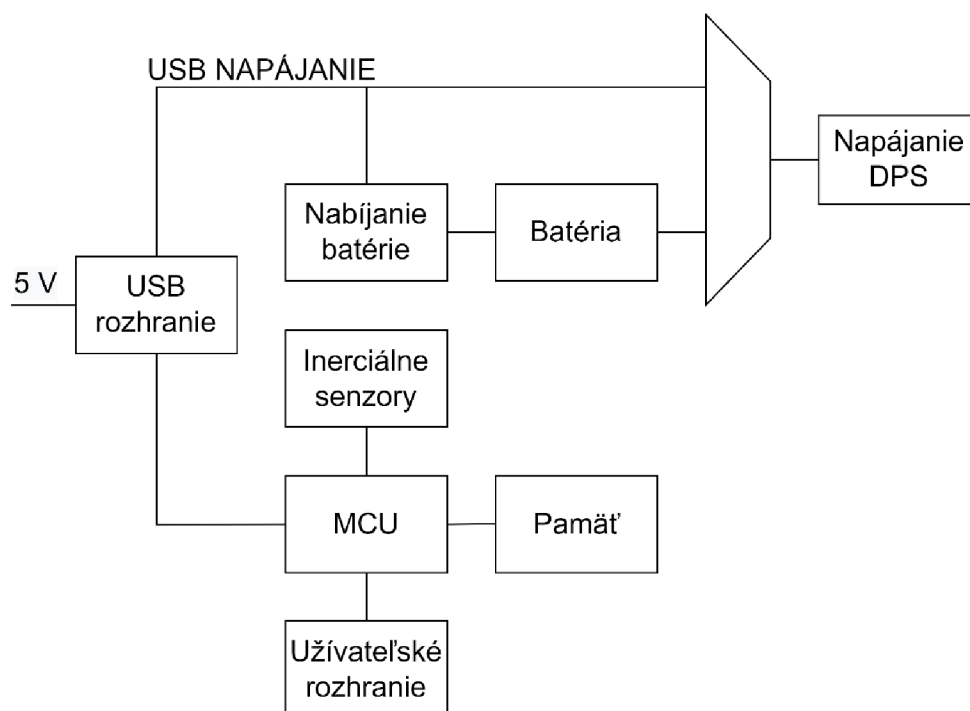 USB NAPÁJANIE
Napájanie
DPS
Nabíjanie
batérie
Batéria
5 V
USB
rozhranie
Inerciálne
senzory
MCU
Pamäť
Užívateľské
rozhranie